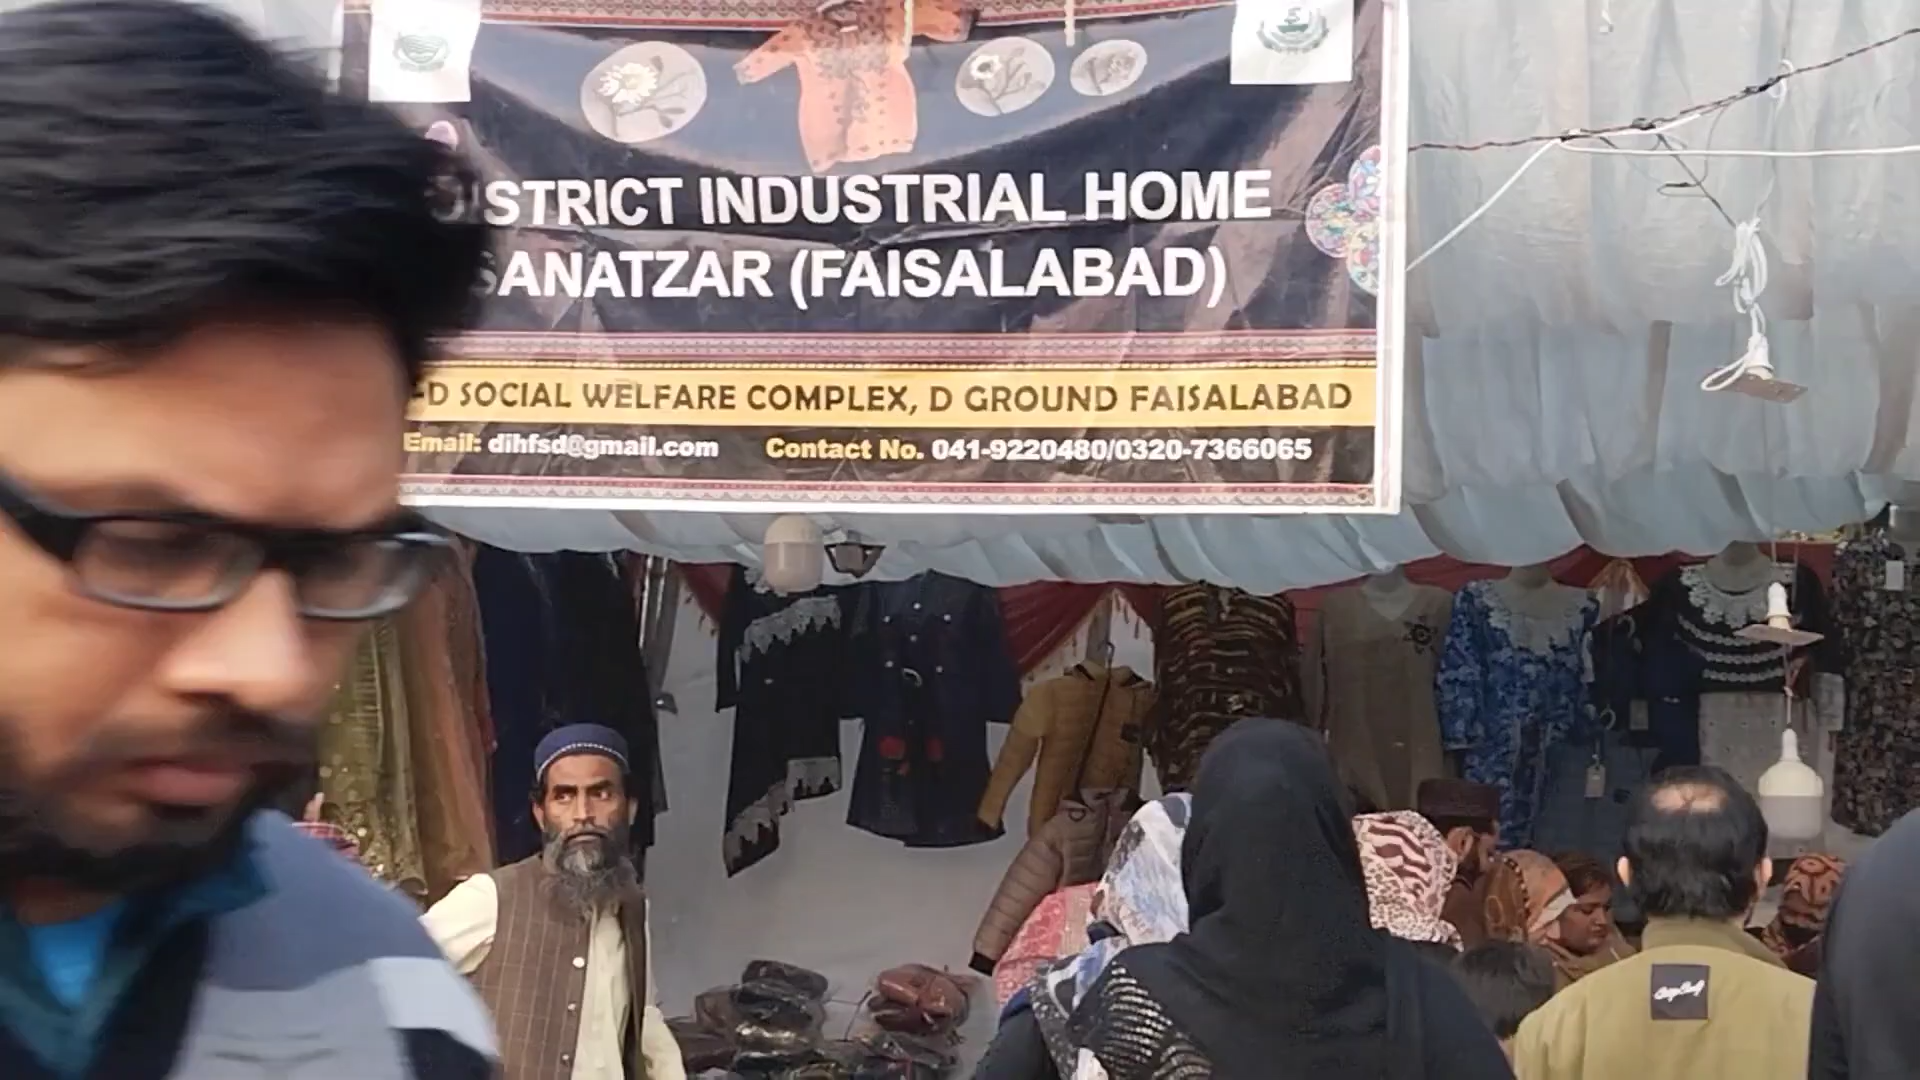 DISTRICT INDUSTRIAL HOME
SANATZAR (FAISALABAD)
-D SOCIAL WELFARE COMPLEX, D GROUND FAISALABAD
Email: dihfsd@gmail.com Contact No. 041-9220480/0320-7366065